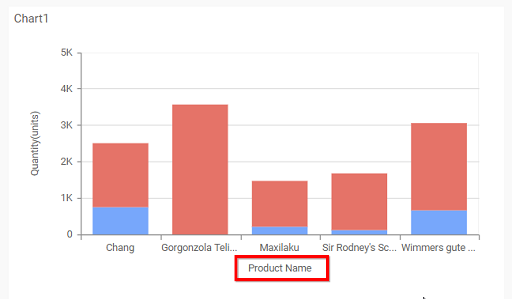 Chart1
5K
4K
3K
2K
1K
0
Quantity(units)
Chang Gorgonzola Teli... Maxilaku Sir Rodney's Sc... Wimmers gute ...
Product Name